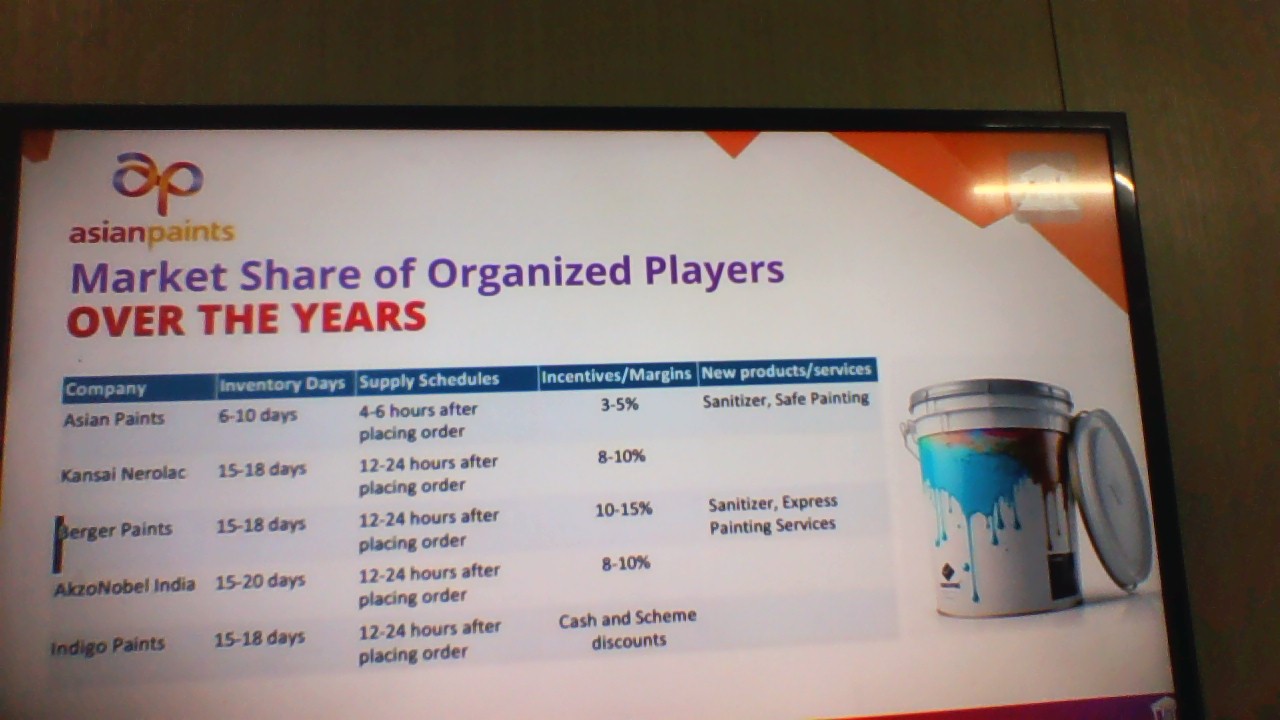 asianpaints
Market Share of Organized Players
OVER THE YEARS
Company Inventory Days Supply Schedules Incentives/Margins New products/services
Asian Paints 6-10 days 4-6 hours after placing order 3-5% Sanitizer, Safe Painting
Kansai Nerolac 15-18 days 12-24 hours after placing order 8-10%
Berger Paints 15-18 days 12-24 hours after placing order 10-15% Sanitizer, Express Painting Services
AkzoNobel India 15-20 days 12-24 hours after placing order 8-10%
Indigo Paints 15-18 days 12-24 hours after placing order Cash and Scheme discounts